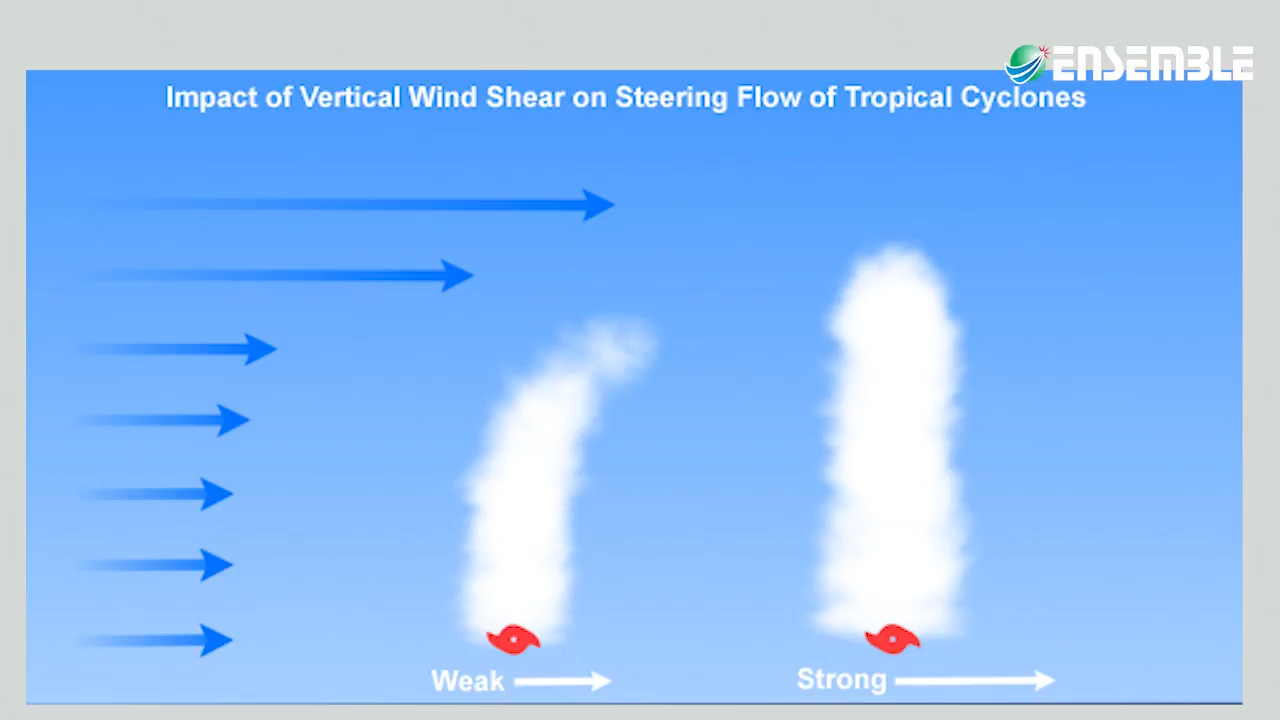 ENSEMBLE
Impact of Vertical Wind Shear on Steering Flow of Tropical Cyclones
Weak
Strong